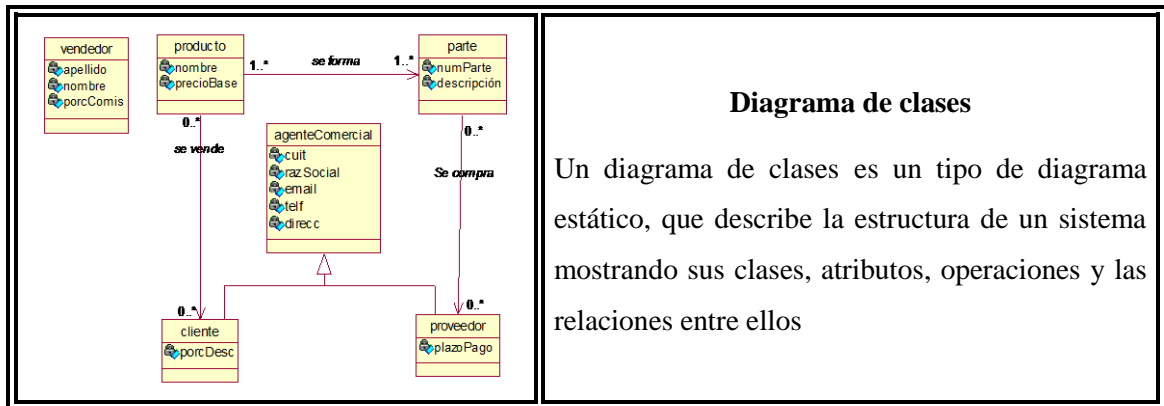 vendedor
apellido
nombre
porcComis
producto
nombre
precioBase
1..*
se forma
1..*
parte
numParte
descripción
0..*
se vende
agenteComercial
cuit
razSocial
email
telf
direcc
0..*
Se compra
0..*
cliente
porcDesc
0..*
proveedor
plazoPago
Diagrama de clases
Un diagrama de clases es un tipo de diagrama
estático, que describe la estructura de un sistema
mostrando sus clases, atributos, operaciones y las
relaciones entre ellos